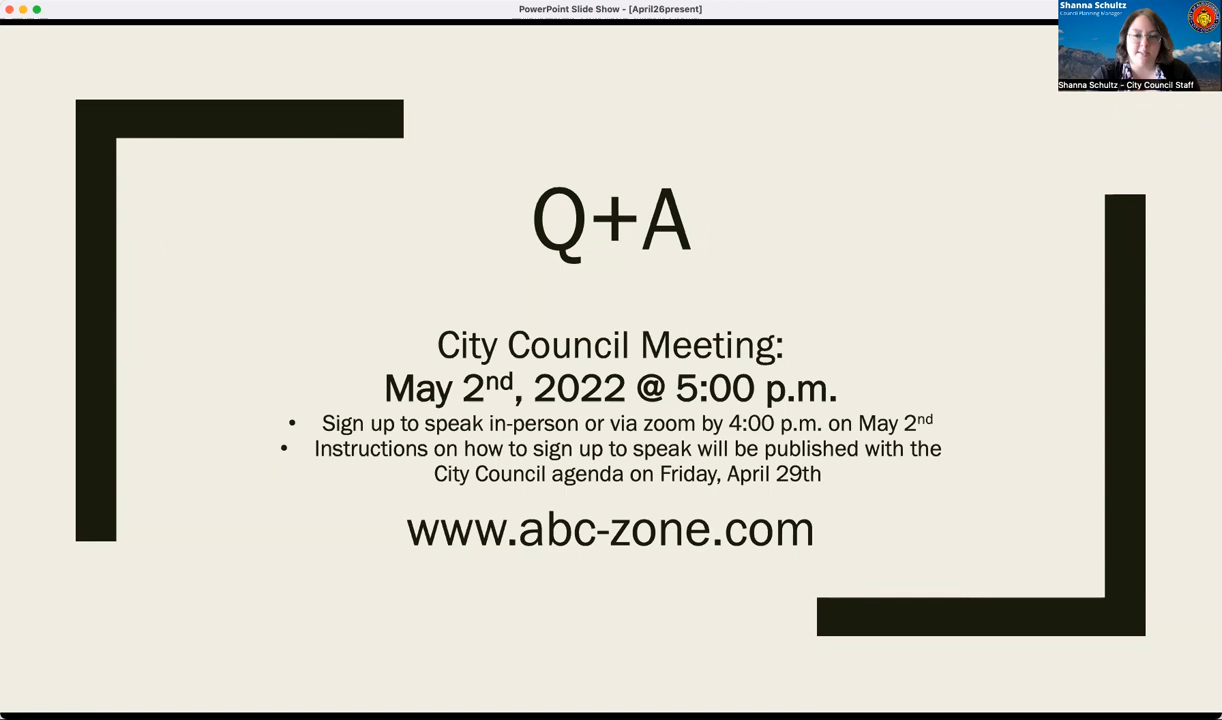 PowerPoint Slide Show - [April26present]
Shanna Schultz
Council Planning Manager
Shanna Schultz - City Council Staff
Q+A
City Council Meeting:
May 2nd, 2022 @ 5:00 p.m.
• Sign up to speak in-person or via zoom by 4:00 p.m. on May 2nd
• Instructions on how to sign up to speak will be published with the
City Council agenda on Friday, April 29th
www.abc-zone.com